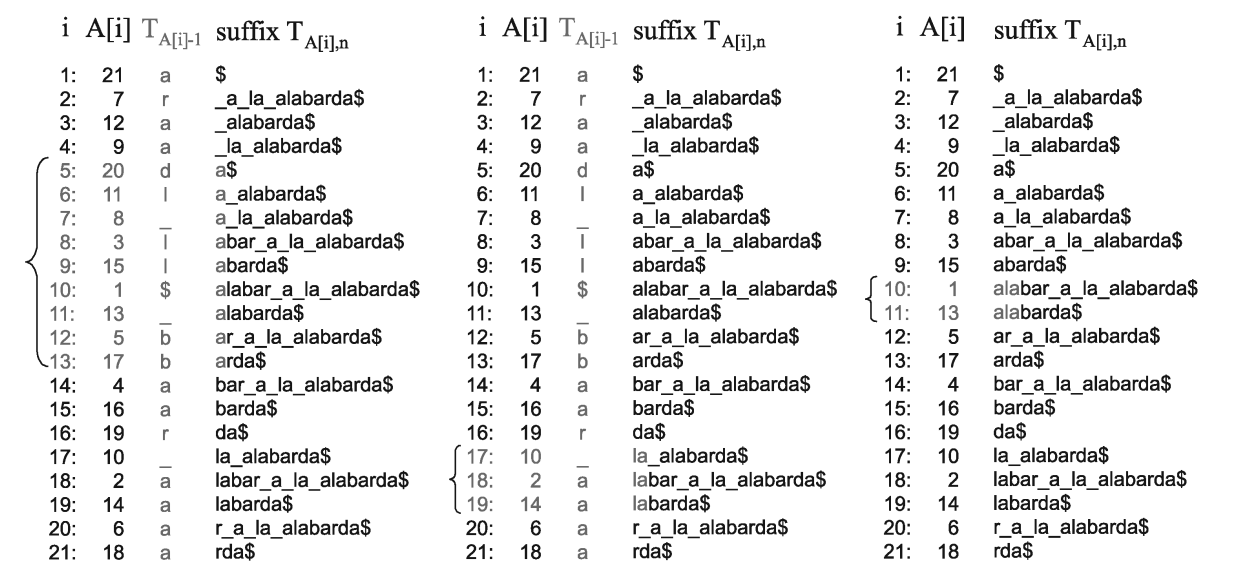 i A[i] T A[i]-1 suffix T A[i],n i A[i] T A[i]-1 suffix T A[i],n i A[i] suffix T A[i],n
1: 21 a $ 1: 21 a $ 1: 21 $
2: 7 r _a_la_alabarda$ 2: 7 r _a_la_alabarda$ 2: 7 _a_la_alabarda$
3: 12 a _alabarda$ 3: 12 a _alabarda$ 3: 12 _alabarda$
4: 9 a _la_alabarda$ 4: 9 a _la_alabarda$ 4: 9 _la_alabarda$
5: 20 d a$ 5: 20 d a$ 5: 20 a$
6: 11 l a_alabarda$ 6: 11 l a_alabarda$ 6: 11 a_alabarda$
7: 8 _ a_la_alabarda$ 7: 8 _ a_la_alabarda$ 7: 8 a_la_alabarda$
8: 3 l abar_a_la_alabarda$ 8: 3 l abar_a_la_alabarda$ 8: 3 abar_a_la_alabarda$
9: 15 l abarda$ 9: 15 l abarda$ 9: 15 abarda$
10: 1 $ alabar_a_la_alabarda$ 10: 1 $ alabar_a_la_alabarda$ 10: 1 alabar_a_la_alabarda$
11: 13 _ alabarda$ 11: 13 _ alabarda$ 11: 13 alabarda$
12: 5 b ar_a_la_alabarda$ 12: 5 b ar_a_la_alabarda$ 12: 5 ar_a_la_alabarda$
13: 17 b arda$ 13: 17 b arda$ 13: 17 arda$
14: 4 a bar_a_la_alabarda$ 14: 4 a bar_a_la_alabarda$ 14: 4 bar_a_la_alabarda$
15: 16 a barda$ 15: 16 a barda$ 15: 16 barda$
16: 19 r da$ 16: 19 r da$ 16: 19 da$
17: 10 _ la_alabarda$ 17: 10 _ la_alabarda$ 17: 10 la_alabarda$
18: 2 a labar_a_la_alabarda$ 18: 2 a labar_a_la_alabarda$ 18: 2 labar_a_la_alabarda$
19: 14 a labarda$ 19: 14 a labarda$ 19: 14 labarda$
20: 6 a r_a_la_alabarda$ 20: 6 a r_a_la_alabarda$ 20: 6 r_a_la_alabarda$
21: 18 a rda$ 21: 18 a rda$ 21: 18 rda$